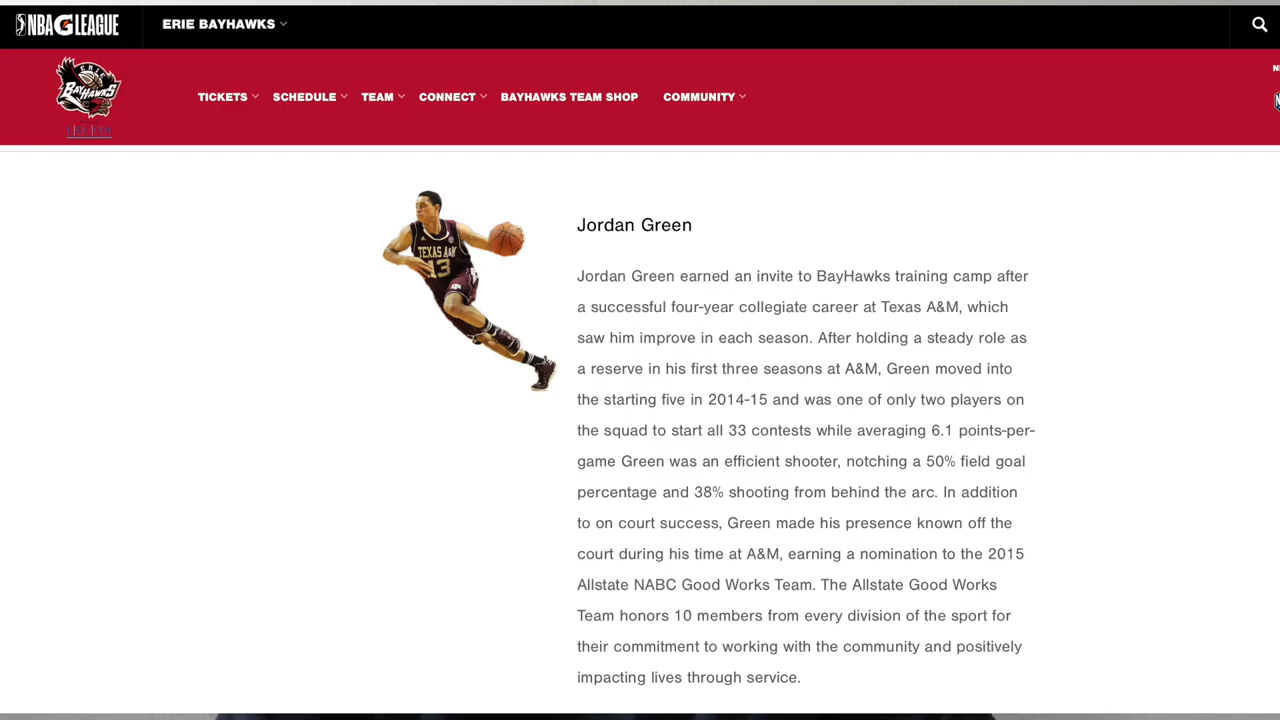 NBA G LEAGUE
ERIE BAYHAWKS
ERIE
BAYHAWKS
TICKETS
SCHEDULE
TEAM
CONNECT
BAYHAWKS TEAM SHOP
COMMUNITY
TEXAS A&M
13
Jordan Green
Jordan Green earned an invite to BayHawks training camp after
a successful four-year collegiate career at Texas A&M, which
saw him improve in each season. After holding a steady role as
a reserve in his first three seasons at A&M, Green moved into
the starting five in 2014-15 and was one of only two players on
the squad to start all 33 contests while averaging 6.1 points-per-
game Green was an efficient shooter, notching a 50% field goal
percentage and 38% shooting from behind the arc. In addition
to on court success, Green made his presence known off the
court during his time at A&M, earning a nomination to the 2015
Allstate NABC Good Works Team. The Allstate Good Works
Team honors 10 members from every division of the sport for
their commitment to working with the community and positively
impacting lives through service.